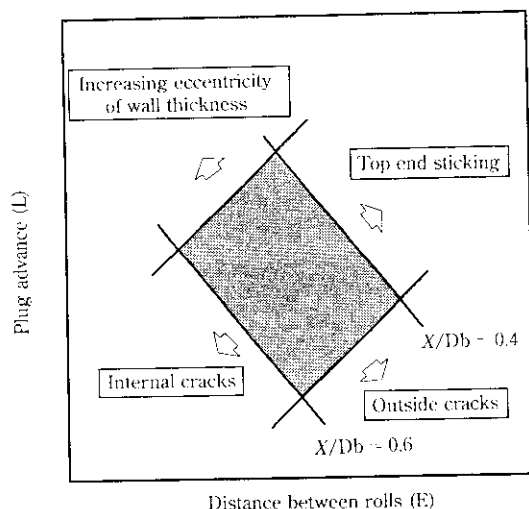 Increasing eccentricity
of wall thickness
Top end sticking
Plug advance (L)
X/Db - 0.4
Internal cracks
Outside cracks
X/Db - 0.6
Distance between rolls (E)